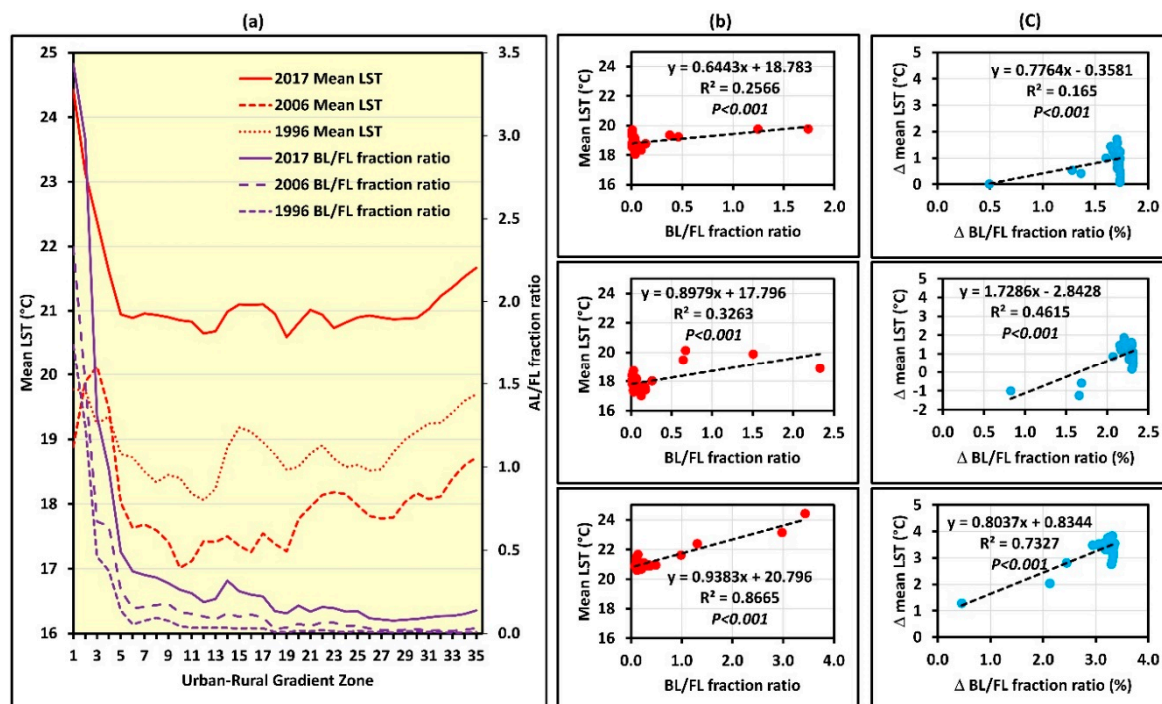 (a)
25
24
23
22
21
20
19
18
17
16
Mean LST (°C)
2017 Mean LST
2006 Mean LST
1996 Mean LST
2017 BL/FL fraction ratio
2006 BL/FL fraction ratio
1996 BL/FL fraction ratio
3.5
3.0
2.5
2.0
1.5
1.0
0.5
0.0
AL/FL fraction ratio
1 3 5 7 9 11 13 15 17 19 21 23 25 27 29 31 33 35
Urban-Rural Gradient Zone
(b)
24
22
20
18
16
Mean LST (°C)
y = 0.6443x + 18.783
R² = 0.2566
P<0.001
0.0 0.5 1.0 1.5 2.0
BL/FL fraction ratio
24
22
20
18
16
Mean LST (°C)
y = 0.8979x + 17.796
R² = 0.3263
P<0.001
0.0 0.5 1.0 1.5 2.0 2.5
BL/FL fraction ratio
24
22
20
18
16
Mean LST (°C)
y = 0.9383x + 20.796
R² = 0.8665
P<0.001
0.0 1.0 2.0 3.0 4.0
BL/FL fraction ratio
(C)
5
4
3
2
1
0
Δ mean LST (°C)
y = 0.7764x - 0.3581
R² = 0.165
P<0.001
0.0 0.5 1.0 1.5 2.0
Δ BL/FL fraction ratio (%)
5
4
3
2
1
0
-1
-2
Δ mean LST (°C)
y = 1.7286x - 2.8428
R² = 0.4615
P<0.001
0.0 0.5 1.0 1.5 2.0 2.5
Δ BL/FL fraction ratio (%)
5
4
3
2
1
0
Δ mean LST (°C)
y = 0.8037x + 0.8344
R² = 0.7327
P<0.001
0.0 1.0 2.0 3.0 4.0
Δ BL/FL fraction ratio (%)